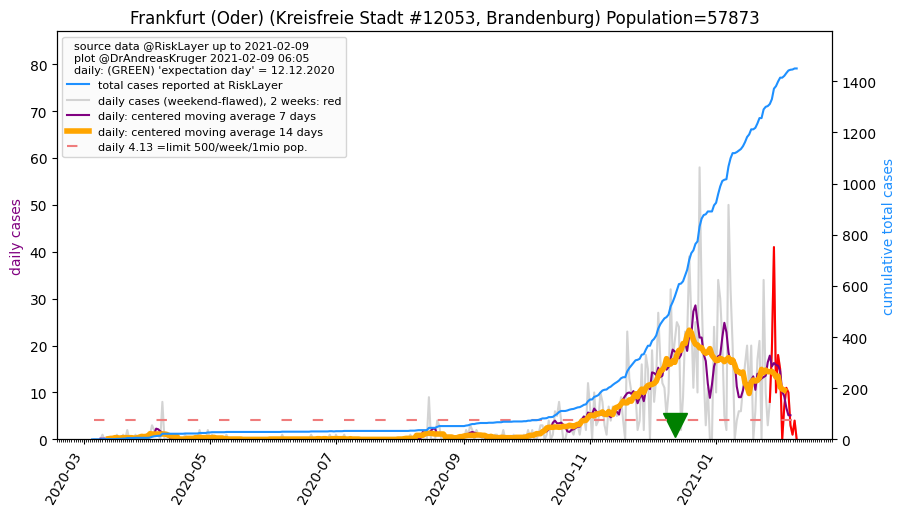 Frankfurt (Oder) (Kreisfreie Stadt #12053, Brandenburg) Population=57873
source data @RiskLayer up to 2021-02-09
plot @DrAndreasKruger 2021-02-09 06:05
daily: (GREEN) 'expectation day' = 12.12.2020
total cases reported at RiskLayer
daily cases (weekend-flawed), 2 weeks: red
daily: centered moving average 7 days
daily: centered moving average 14 days
daily 4.13 =limit 500/week/1mio pop.
daily cases
80
70
60
50
40
30
20
10
0
cumulative total cases
1400
1200
1000
800
600
400
200
0
2020-03
2020-05
2020-07
2020-09
2020-11
2021-01